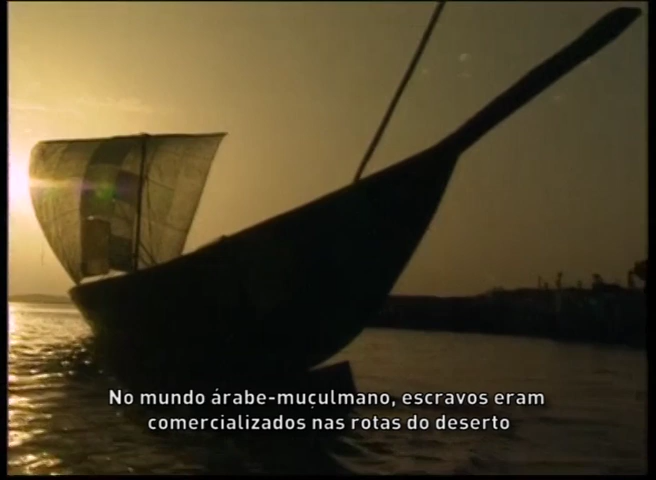 No mundo árabe-muçulmano, escravos eram
comercializados nas rotas do deserto